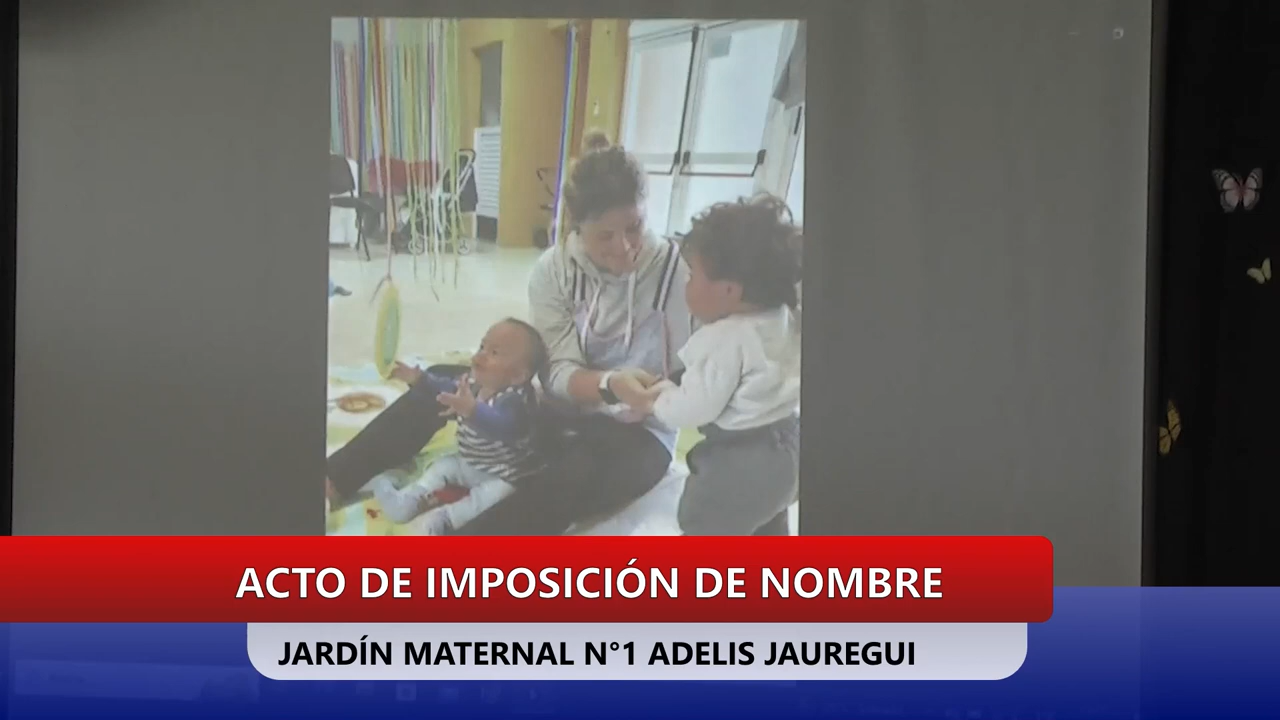 ACTO DE IMPOSICIÓN DE NOMBRE
JARDÍN MATERNAL N°1 ADELIS JAUREGUI